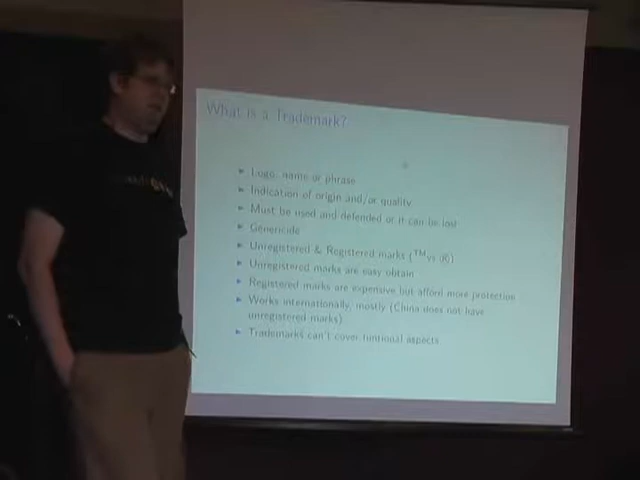 What is a Trademark?
Logo, name or phrase
Indication of origin and/or quality
Must be used and defended or it can be lost
Genericide
Unregistered & Registered marks (TM vs ®)
Unregistered marks are easy obtain
Registered marks are expensive but afford more protection
Works internationally, mostly (China does not have
unregistered marks)
Trademarks can't cover funtional aspects